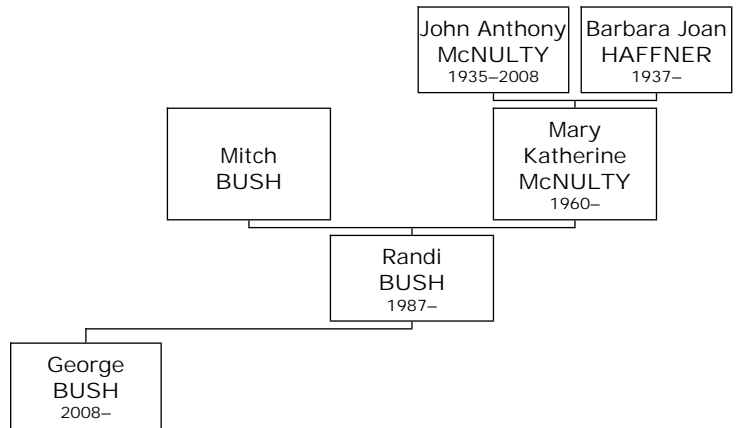 John Anthony
McNULTY
1935–2008
Barbara Joan
HAFFNER
1937–
Mitch
BUSH
Mary
Katherine
McNULTY
1960–
Randi
BUSH
1987–
George
BUSH
2008–